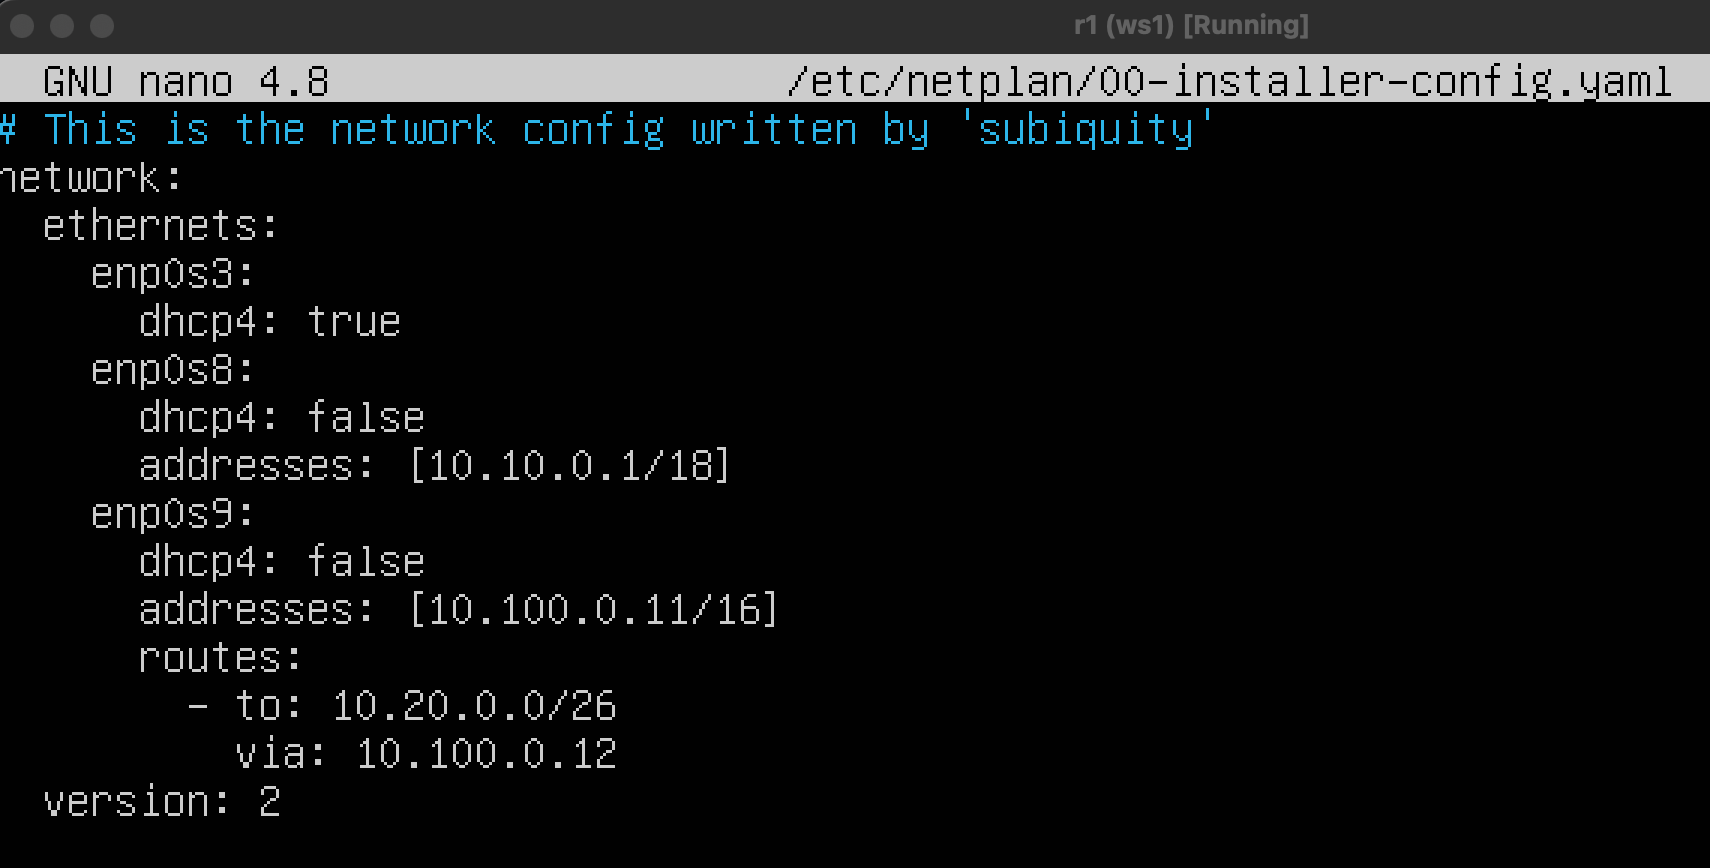 r1 (ws1) [Running]
GNU nano 4.8 /etc/netplan/00-installer-config.yaml
# This is the network config written by 'subiquity'
network:
  ethernets:
    enp0s3:
      dhcp4: true
    enp0s8:
      dhcp4: false
      addresses: [10.10.0.1/18]
    enp0s9:
      dhcp4: false
      addresses: [10.100.0.11/16]
      routes:
        - to: 10.20.0.0/26
          via: 10.100.0.12
  version: 2